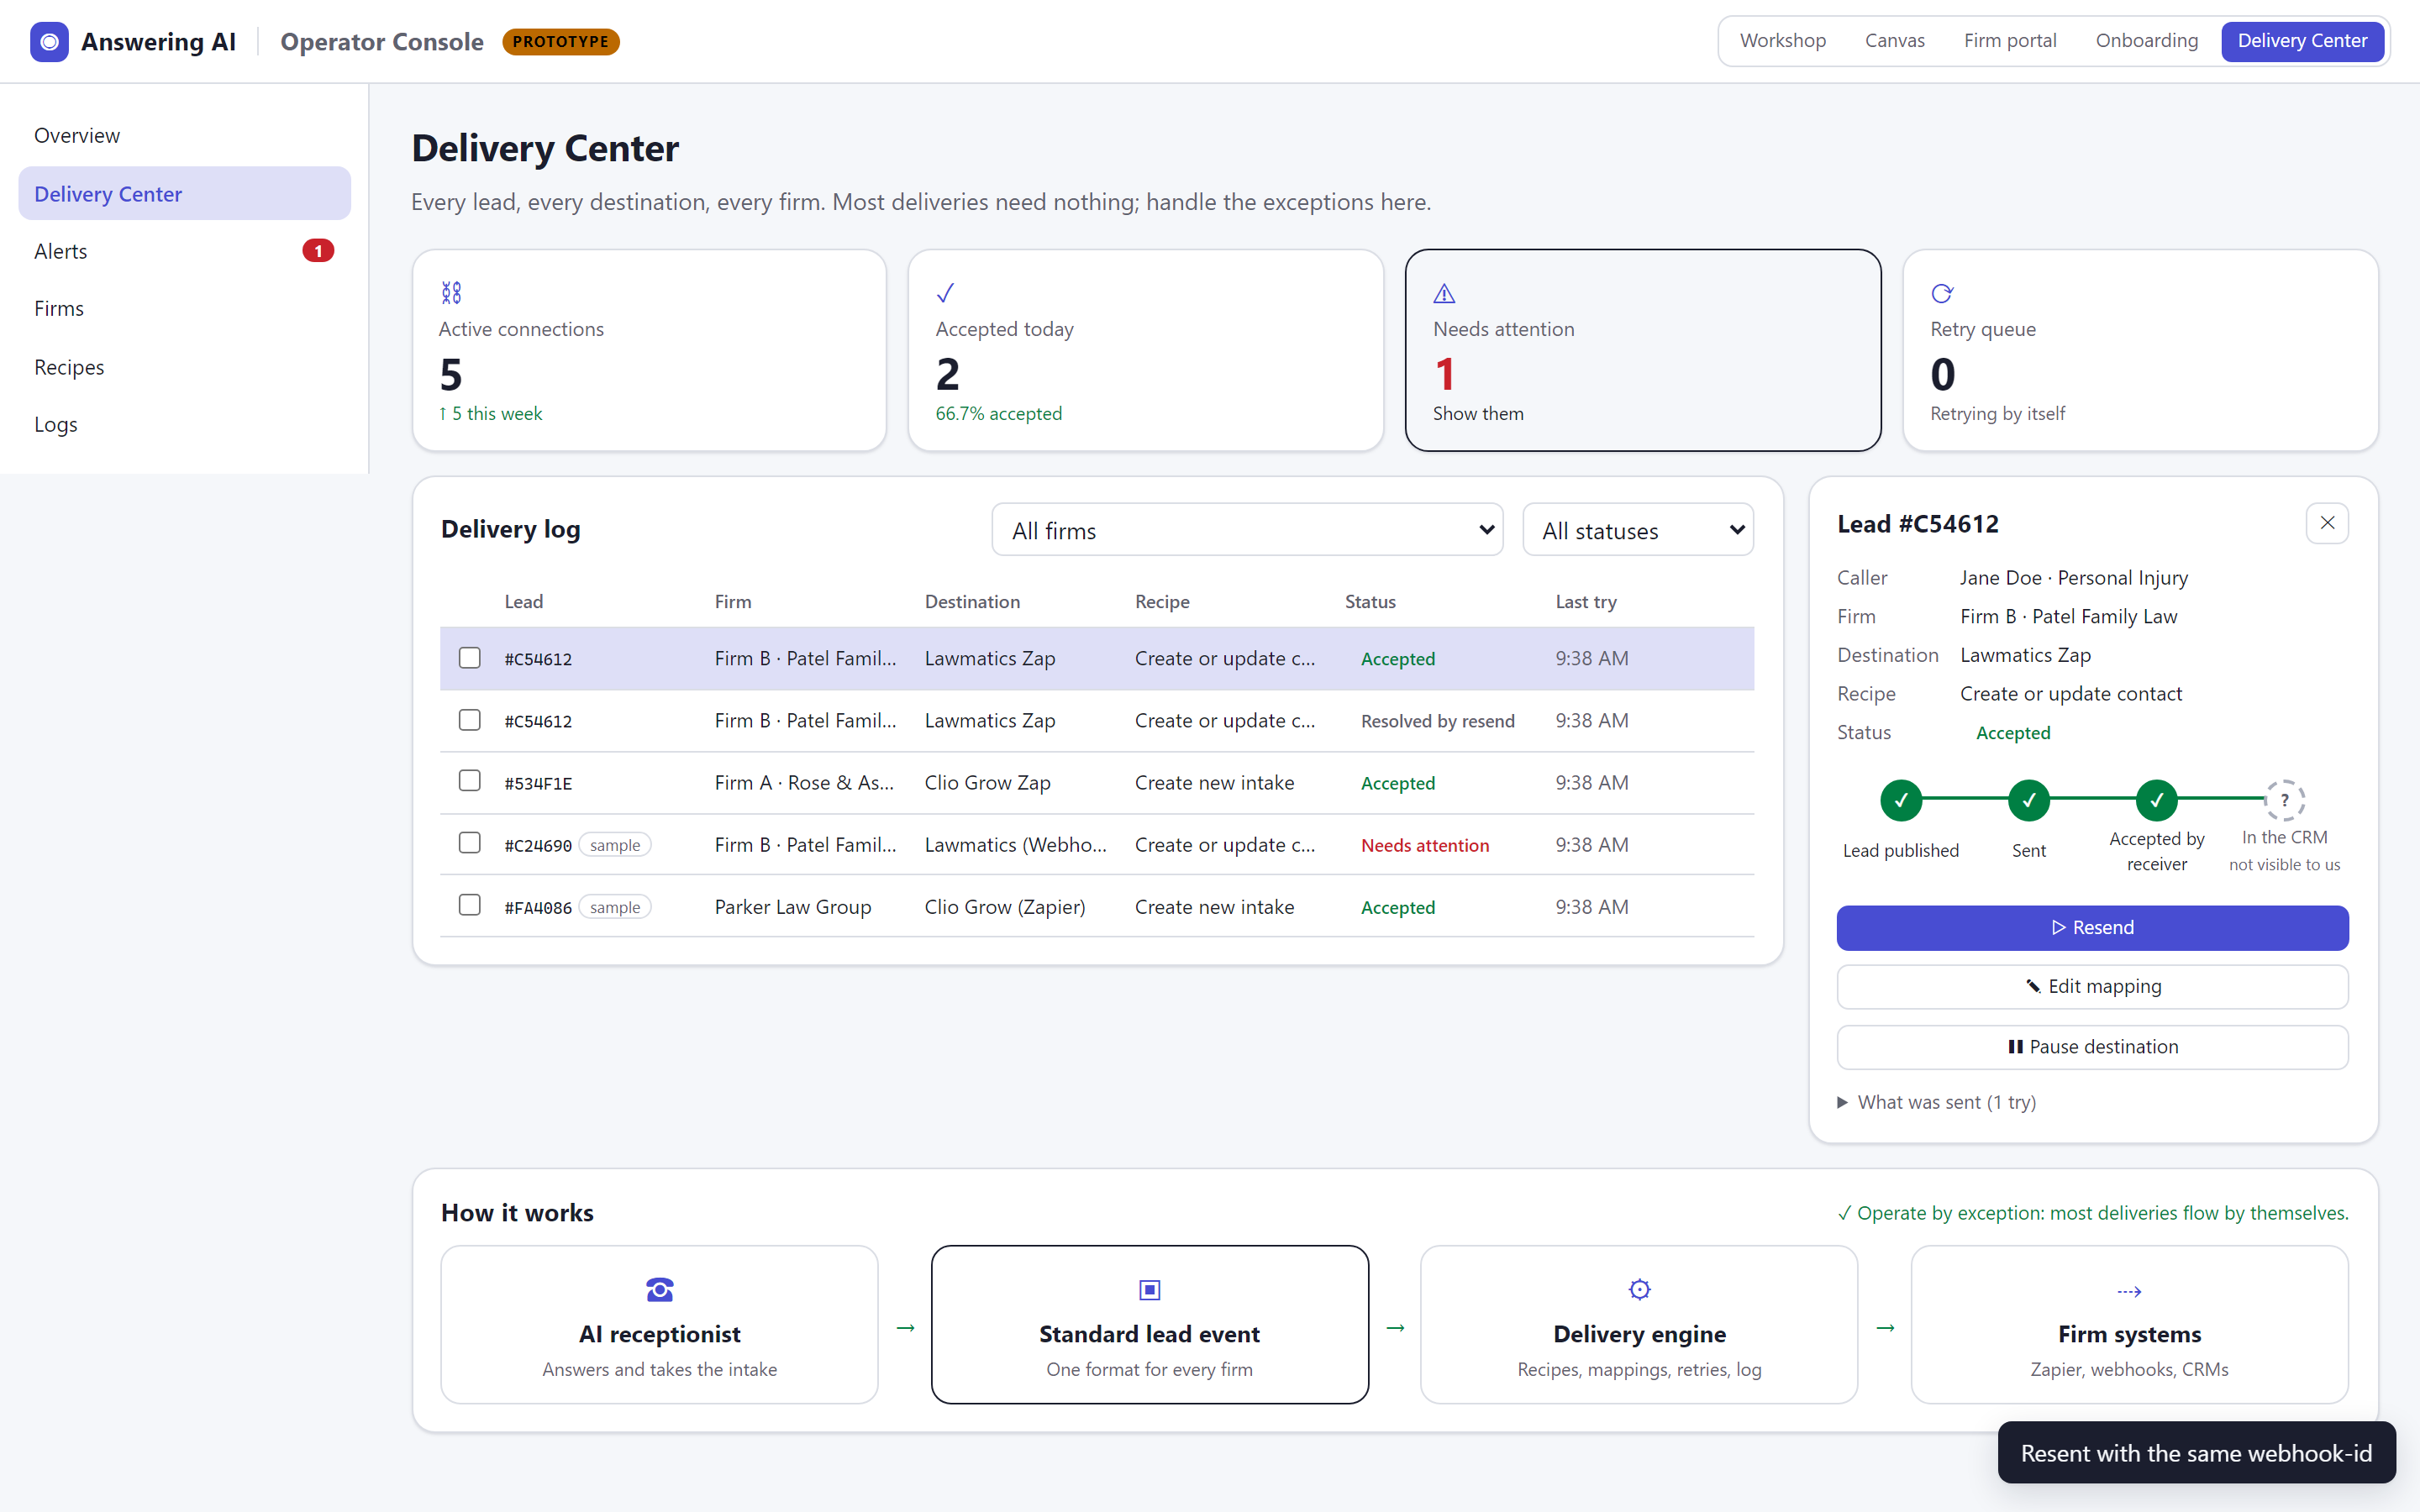 Answering AI
Operator Console
PROTOTYPE
Workshop
Canvas
Firm portal
Onboarding
Delivery Center
Overview
Delivery Center
Alerts
1
Firms
Recipes
Logs
Delivery Center
Every lead, every destination, every firm. Most deliveries need nothing; handle the exceptions here.
Active connections
5
↑ 5 this week
✓
Accepted today
2
66.7% accepted
Needs attention
1
Show them
Retry queue
0
Retrying by itself
Delivery log
All firms
All statuses
Lead Firm Destination Recipe Status Last try
#C54612 Firm B · Patel Famil... Lawmatics Zap Create or update c... Accepted 9:38 AM
#C54612 Firm B · Patel Famil... Lawmatics Zap Create or update c... Resolved by resend 9:38 AM
#534F1E Firm A · Rose & As... Clio Grow Zap Create new intake Accepted 9:38 AM
#C24690 sample Firm B · Patel Famil... Lawmatics (Webho... Create or update c... Needs attention 9:38 AM
#FA4086 sample Parker Law Group Clio Grow (Zapier) Create new intake Accepted 9:38 AM
Lead #C54612
Caller Jane Doe · Personal Injury
Firm Firm B · Patel Family Law
Destination Lawmatics Zap
Recipe Create or update contact
Status Accepted
✓ ✓ ✓ ?
Lead published
Sent
Accepted by
receiver
In the CRM
not visible to us
▷ Resend
Edit mapping
Pause destination
▶ What was sent (1 try)
How it works
✓ Operate by exception: most deliveries flow by themselves.
AI receptionist
Answers and takes the intake
→
Standard lead event
One format for every firm
→
Delivery engine
Recipes, mappings, retries, log
→
Firm systems
Zapier, webhooks, CRMs
Resent with the same webhook-id